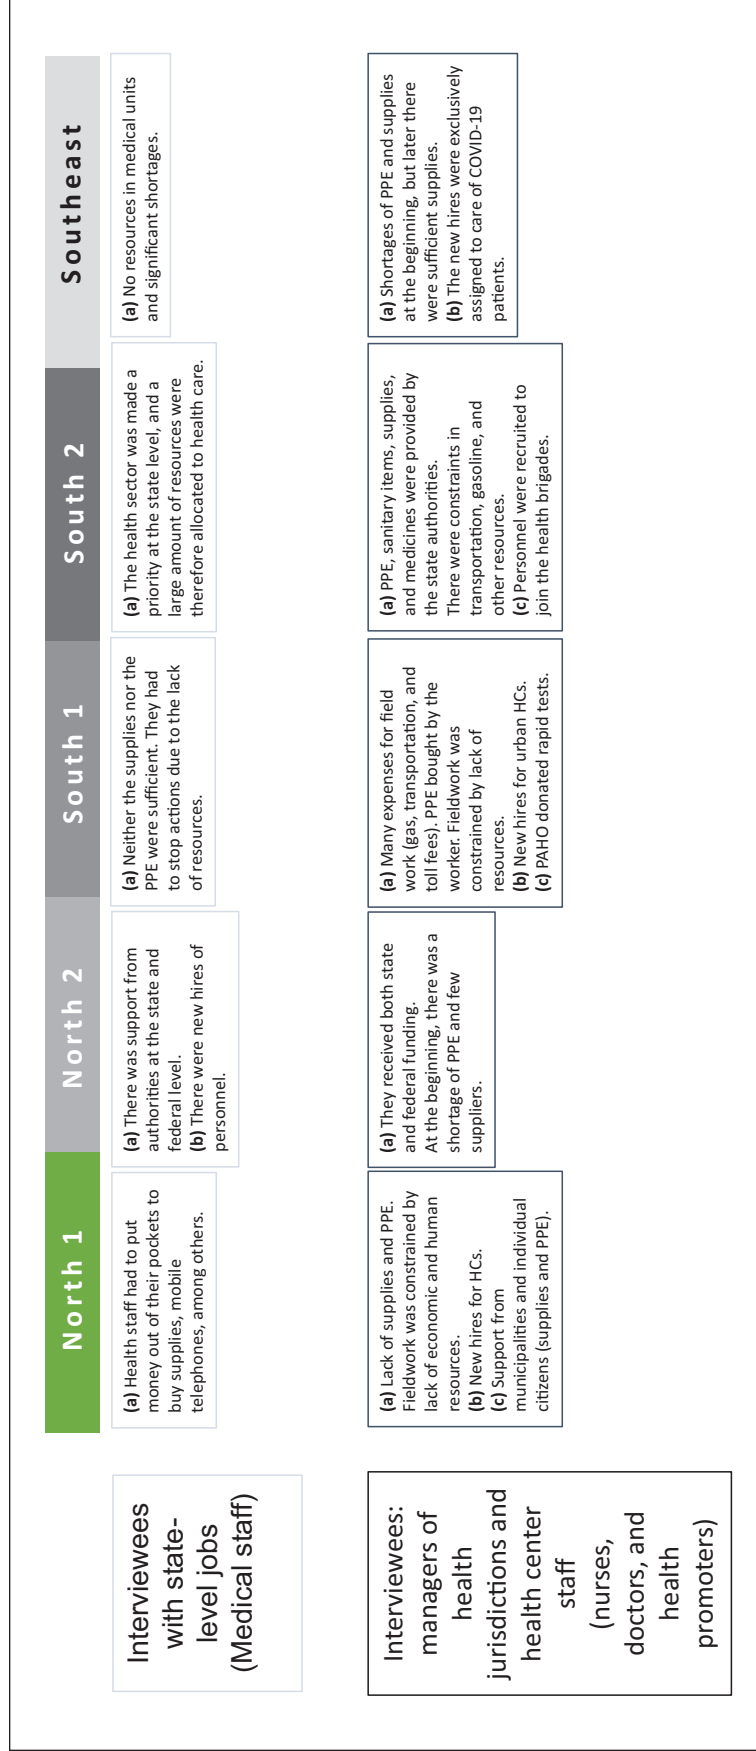 North 1
North 2
South 1
South 2
Southeast
Interviewees
with state-
level jobs
(Medical staff)
(a) Health staff had to put
money out of their pockets to
buy supplies, mobile
telephones, among others.
(a) There was support from
authorities at the state and
federal level.
(b) There were new hires of
personnel.
(a) Neither the supplies nor the
PPE were sufficient. They had
to stop actions due to the lack
of resources.
(a) The health sector was made a
priority at the state level, and a
large amount of resources were
therefore allocated to health care.
(a) No resources in medical units
and significant shortages.
Interviewees:
managers of
health
jurisdictions and
health center
staff
(nurses,
doctors, and
health
promoters)
(a) Lack of supplies and PPE.
Fieldwork was constrained by
lack of economic and human
resources.
(b) New hires for HCs.
(c) Support from
municipalities and individual
citizens (supplies and PPE).
(a) They received both state
and federal funding.
At the beginning, there was a
shortage of PPE and few
suppliers.
(a) Many expenses for field
work (gas, transportation, and
toll fees). PPE bought by the
worker. Fieldwork was
constrained by lack of
resources.
(b) New hires for urban HCs.
(c) PAHO donated rapid tests.
(a) PPE, sanitary items, supplies,
and medicines were provided by
the state authorities.
There were constraints in
transportation, gasoline, and
other resources.
(c) Personnel were recruited to
join the health brigades.
(a) Shortages of PPE and supplies
at the beginning, but later there
were sufficient supplies.
(b) The new hires were exclusively
assigned to care of COVID-19
patients.